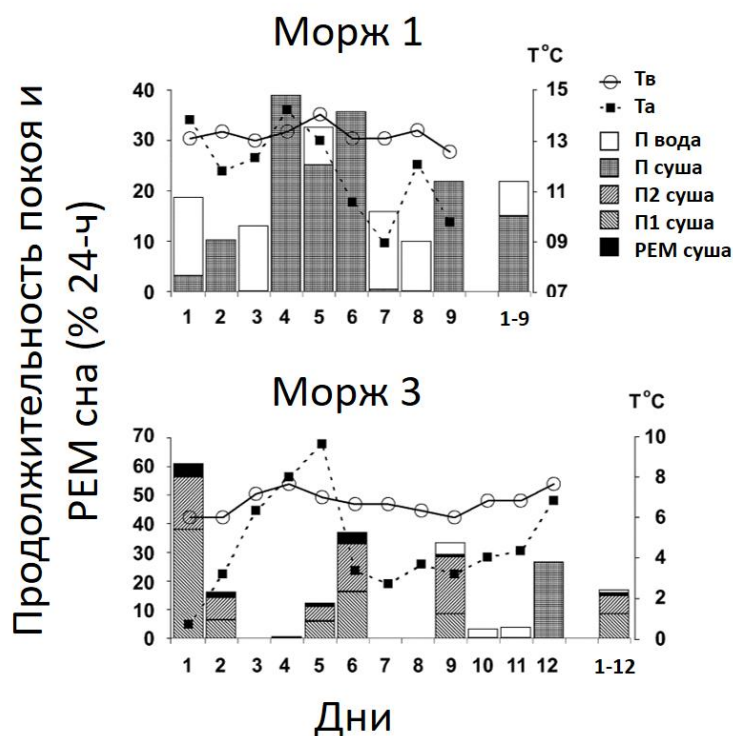 Морж 1
Продолжительность покоя и
РЕМ сна (% 24-ч)
T°C
40
30
20
10
0
15
13
11
09
07
1 2 3 4 5 6 7 8 9 1-9
Тв
Та
П вода
П суша
П2 суша
П1 суша
РЕМ суша
Морж 3
T°C
70
60
50
40
30
20
10
0
10
8
6
4
2
0
1 2 3 4 5 6 7 8 9 10 11 12 1-12
Дни